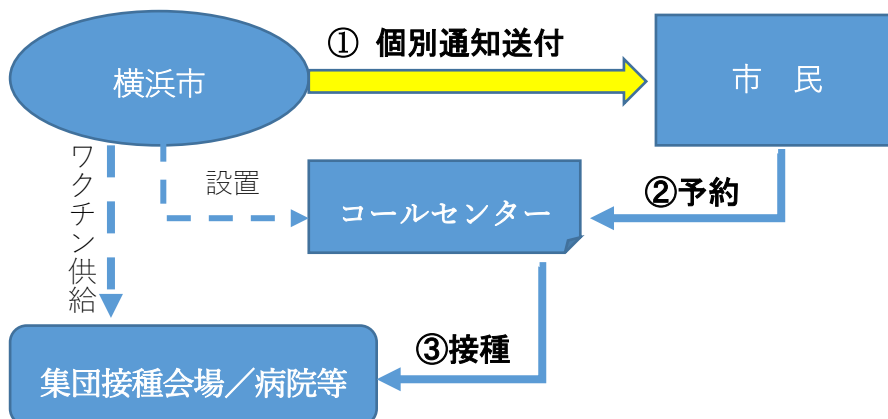 ① 個別通知送付
横浜市
市 民
ワクチン供給
設置
②予約
コールセンター
③接種
集団接種会場／病院等